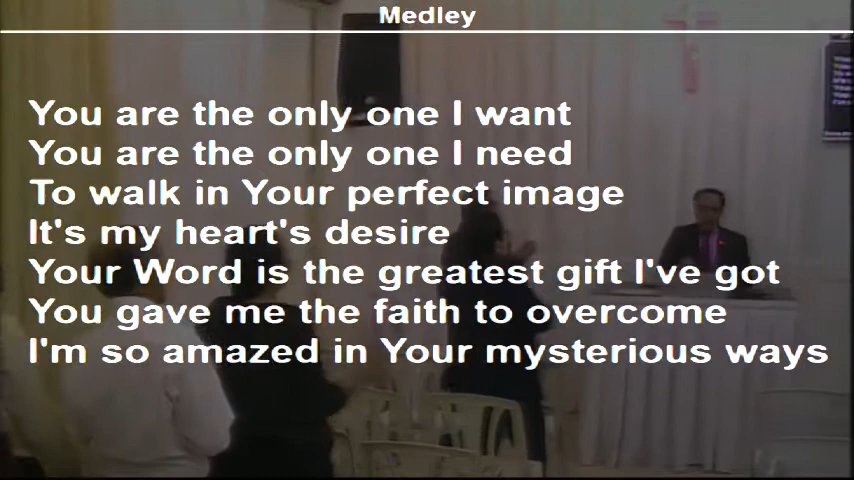 Medley
You are the only one I want
You are the only one I need
To walk in Your perfect image
It's my heart's desire
Your Word is the greatest gift I've got
You gave me the faith to overcome
I'm so amazed in Your mysterious ways